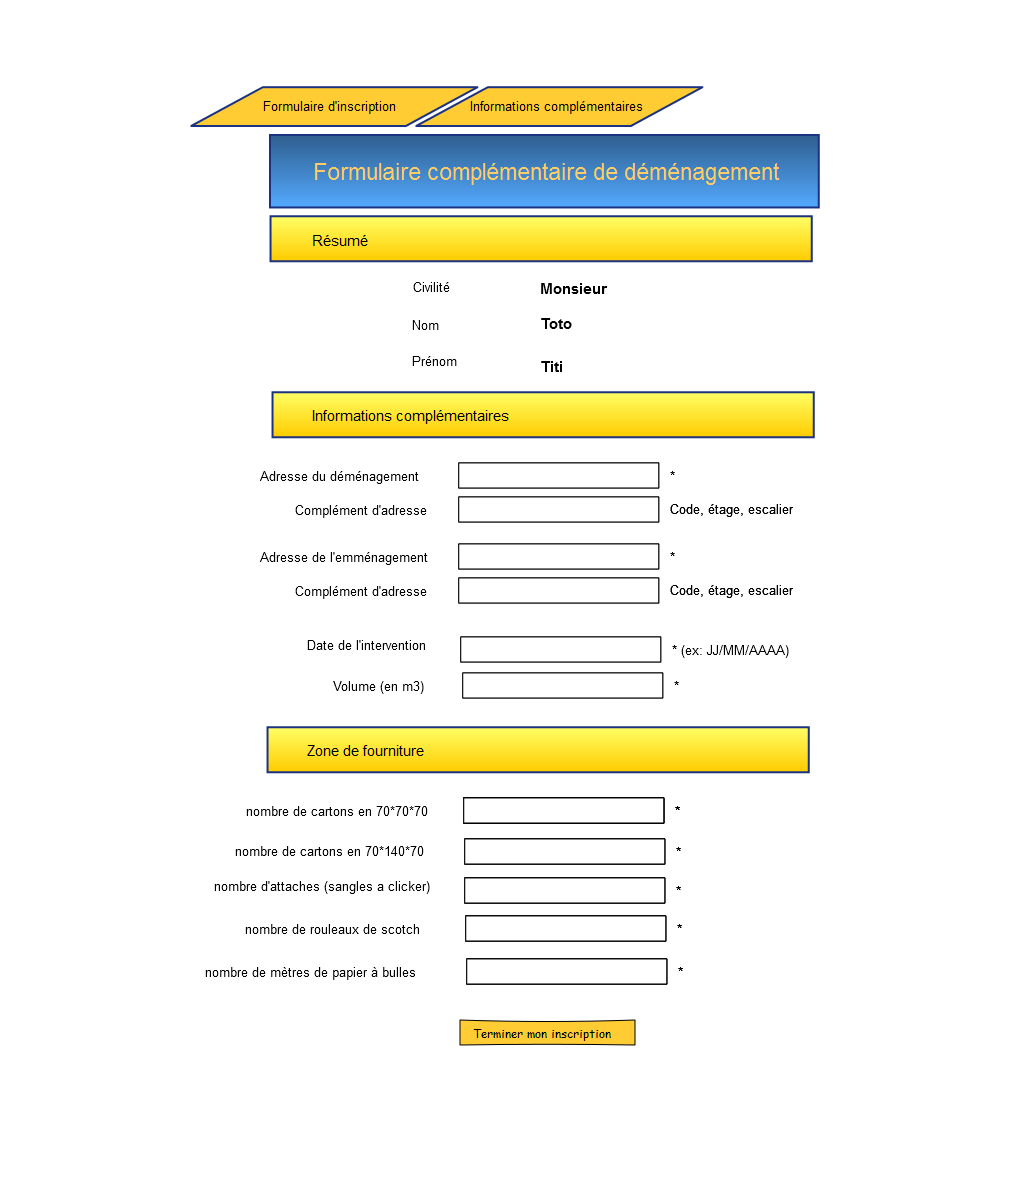 Formulaire d'inscription Informations complémentaires
Formulaire complémentaire de déménagement
Résumé
Civilité Monsieur
Nom Toto
Prénom Titi
Informations complémentaires
Adresse du déménagement *
Complément d'adresse Code, étage, escalier
Adresse de l'emménagement *
Complément d'adresse Code, étage, escalier
Date de l'intervention * (ex: JJ/MM/AAAA)
Volume (en m3) *
Zone de fourniture
nombre de cartons en 70*70*70 *
nombre de cartons en 70*140*70 *
nombre d'attaches (sangles a clicker) *
nombre de rouleaux de scotch *
nombre de mètres de papier à bulles *
Terminer mon inscription